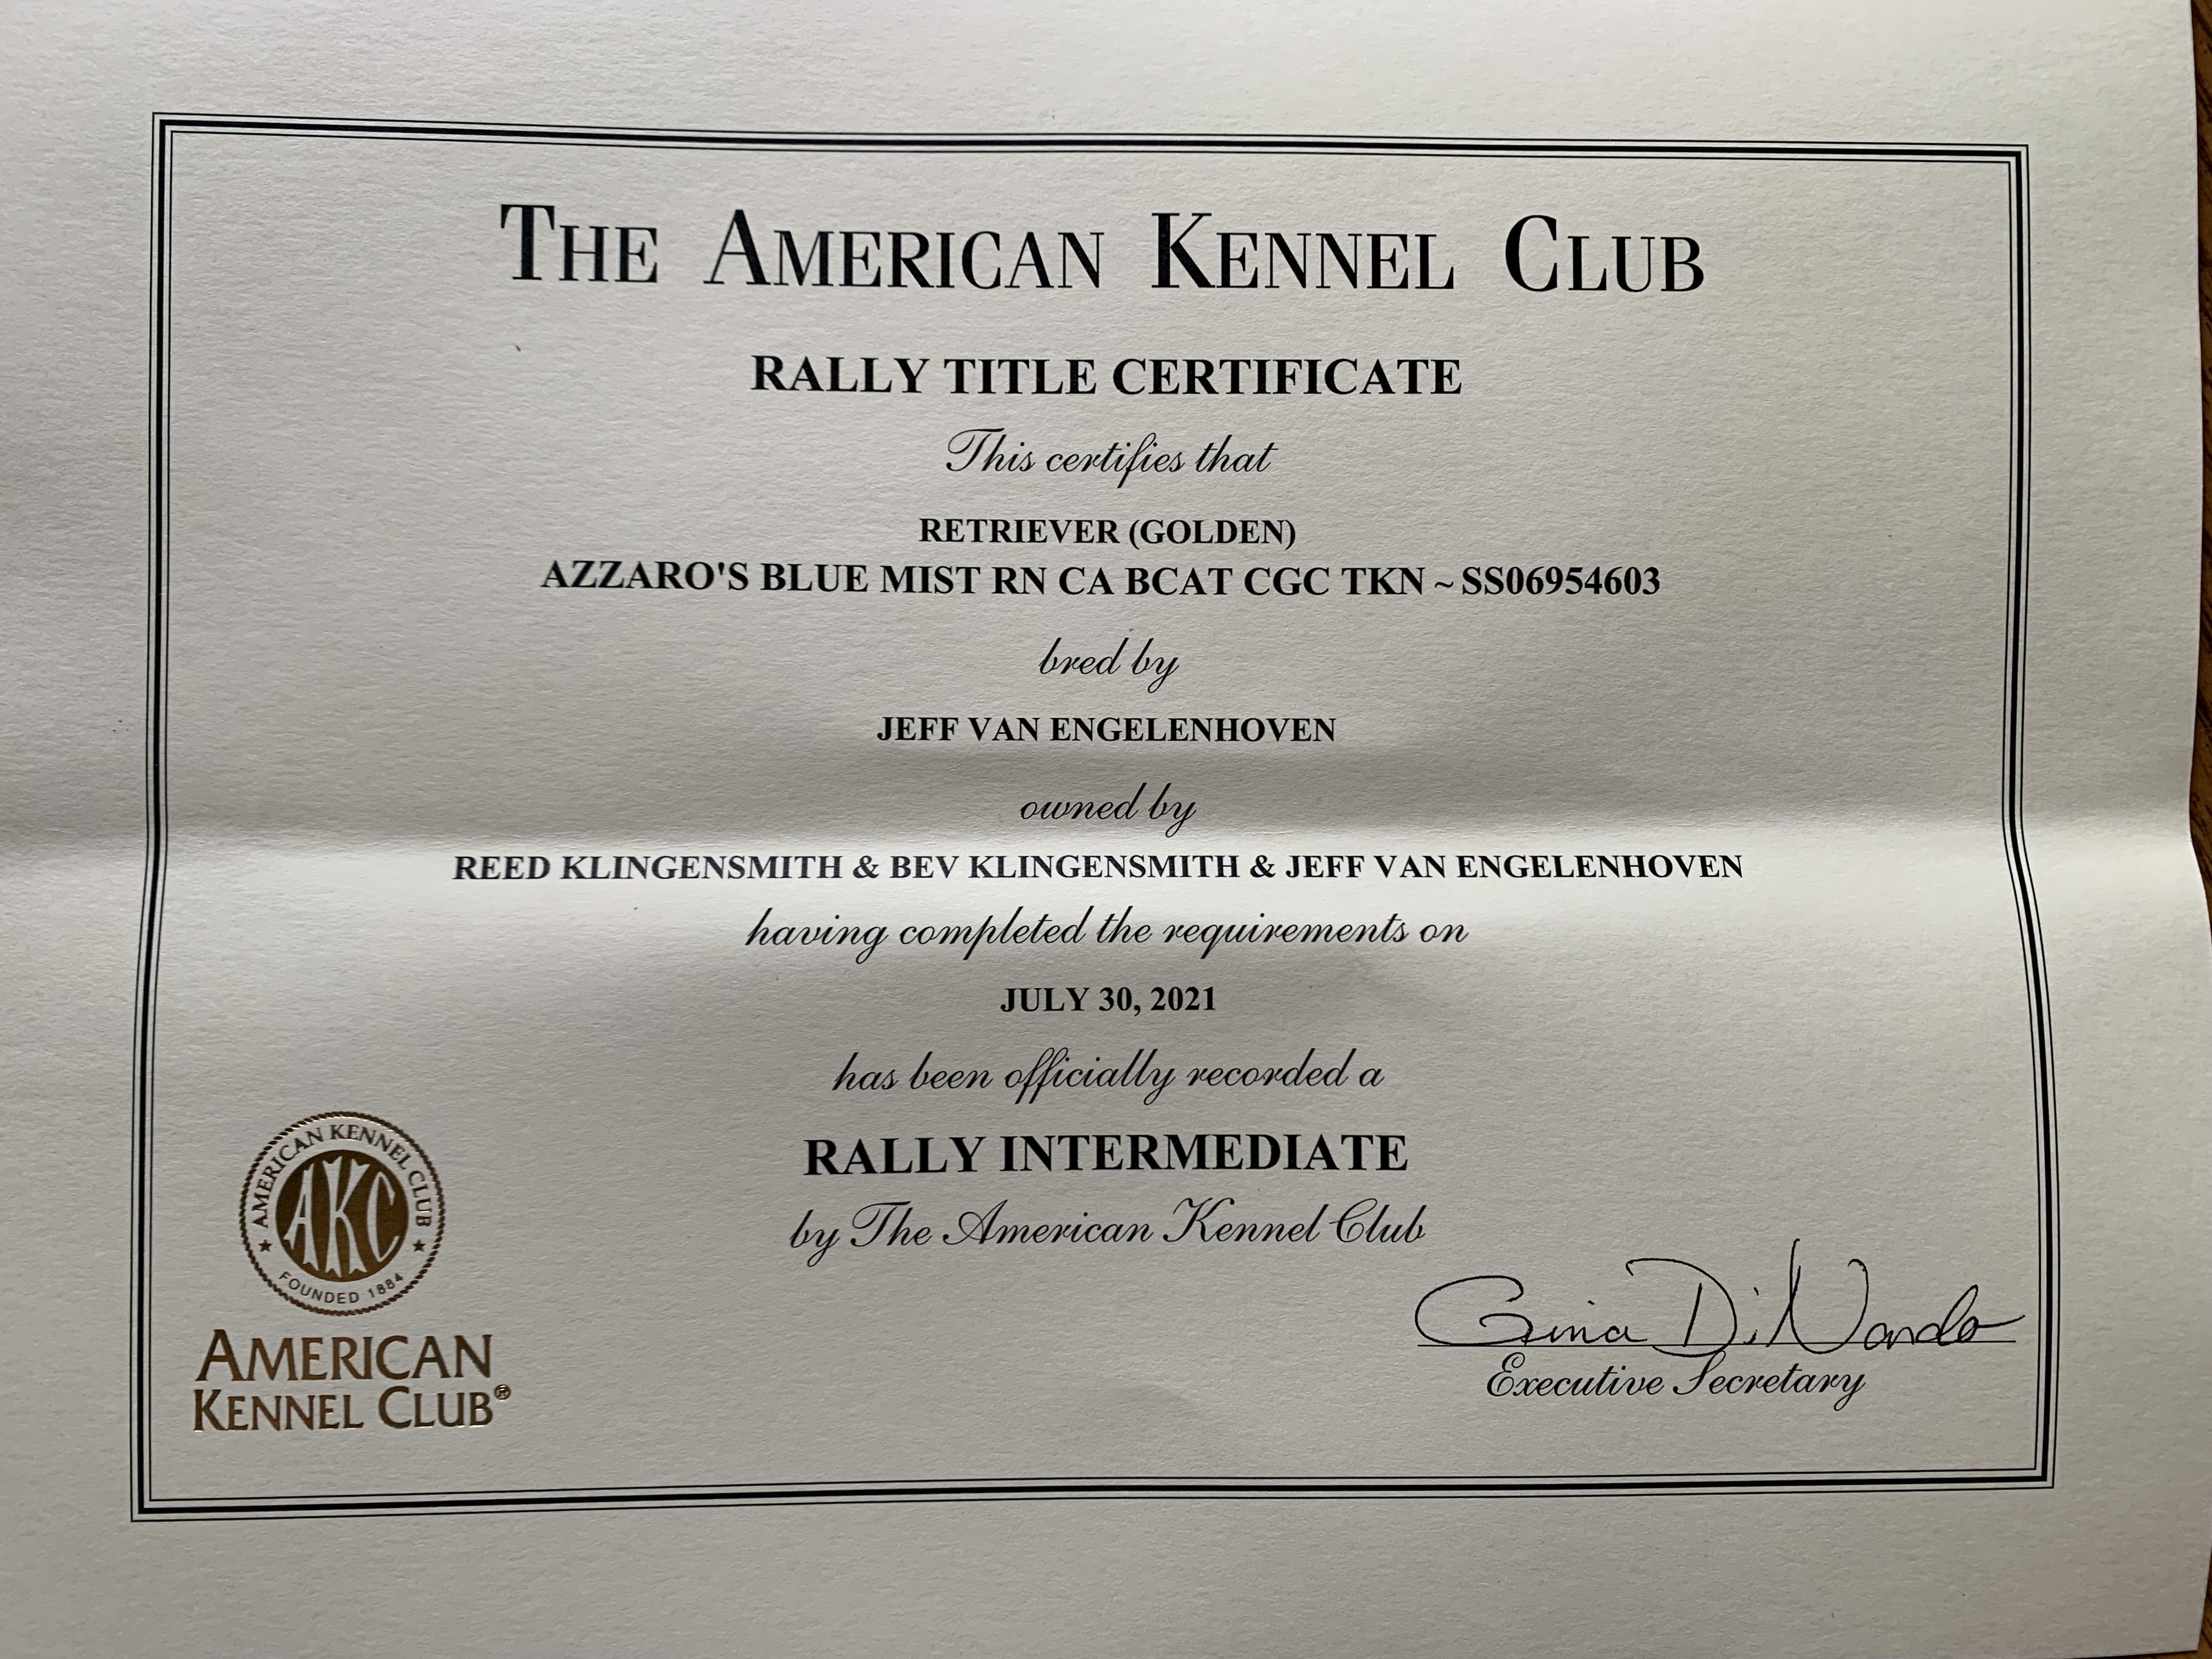 THE AMERICAN KENNEL CLUB
RALLY TITLE CERTIFICATE
This certifies that
RETRIEVER (GOLDEN)
AZZARO'S BLUE MIST RN CA BCAT CGC TKN ~ SS06954603
bred by
JEFF VAN ENGELENHOVEN
owned by
REED KLINGENSMITH & BEV KLINGENSMITH & JEFF VAN ENGELENHOVEN
having completed the requirements on
JULY 30, 2021
has been officially recorded a
RALLY INTERMEDIATE
by The American Kennel Club
AMERICAN KENNEL CLUB
AKC
FOUNDED 1884
AMERICAN
KENNEL CLUB®
Gina DiNardo
Executive Secretary